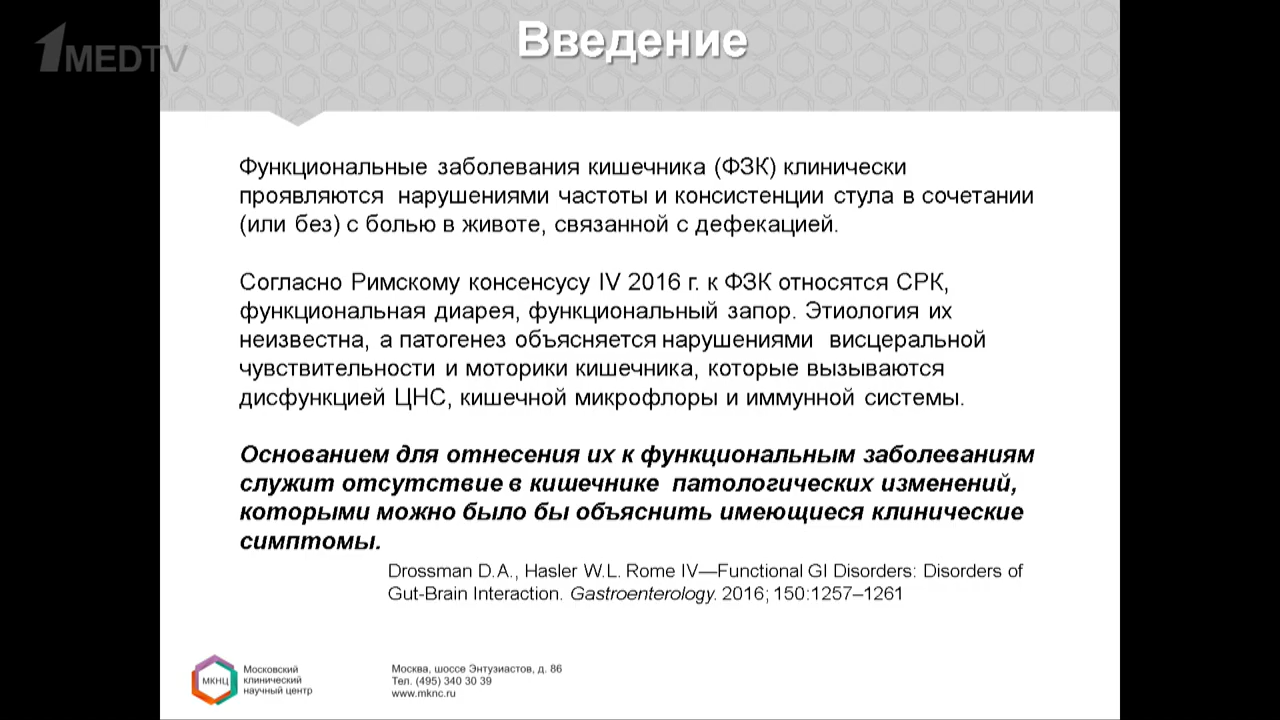 1MEDTV
Введение
Функциональные заболевания кишечника (ФЗК) клинически
проявляются нарушениями частоты и консистенции стула в сочетании
(или без) с болью в животе, связанной с дефекацией.
Согласно Римскому консенсусу IV 2016 г. к ФЗК относятся СРК,
функциональная диарея, функциональный запор. Этиология их
неизвестна, а патогенез объясняется нарушениями висцеральной
чувствительности и моторики кишечника, которые вызываются
дисфункцией ЦНС, кишечной микрофлоры и иммунной системы.
Основанием для отнесения их к функциональным заболеваниям
служит отсутствие в кишечнике патологических изменений,
которыми можно было бы объяснить имеющиеся клинические
симптомы.
Drossman D.A., Hasler W.L. Rome IV—Functional GI Disorders: Disorders of
Gut-Brain Interaction. Gastroenterology. 2016; 150:1257–1261
МКНЦ
Московский
клинический
научный центр
Москва, шоссе Энтузиастов, д. 86
Тел. (495) 340 30 39
www.mknc.ru